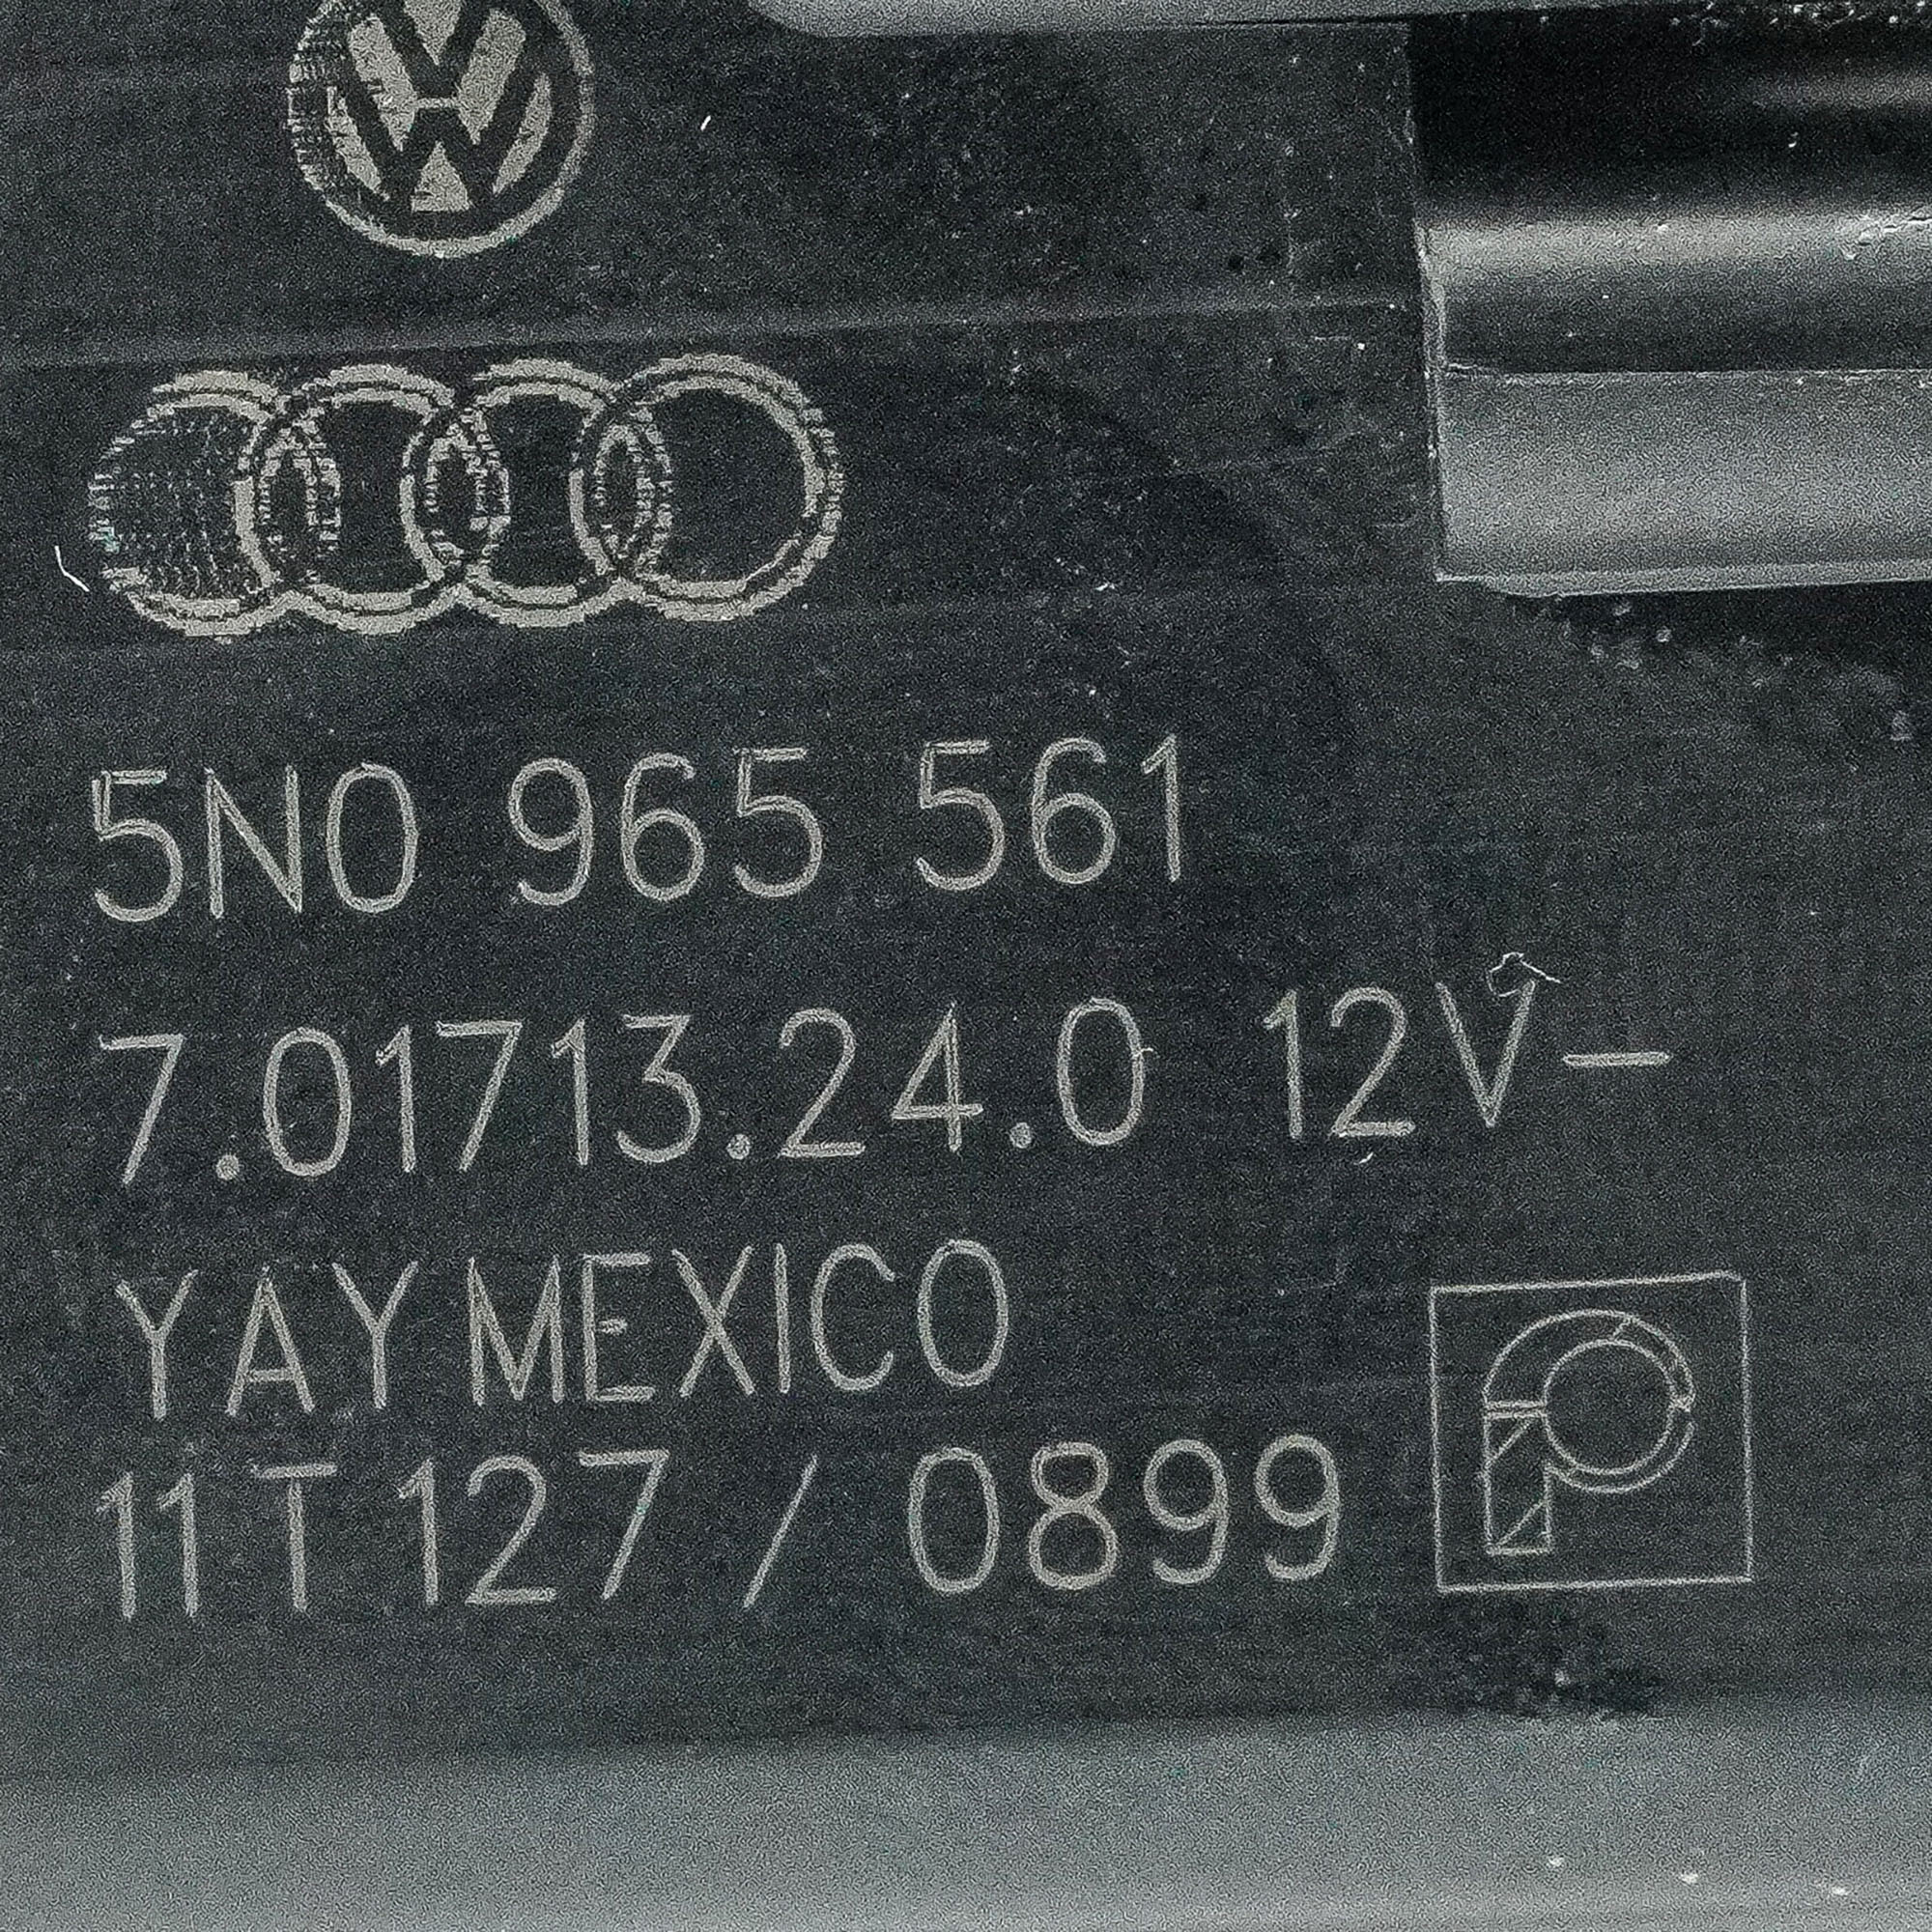 5N0 965 561
7.01713.24.0 12V-
YAY MEXICO
11T127 / 0899